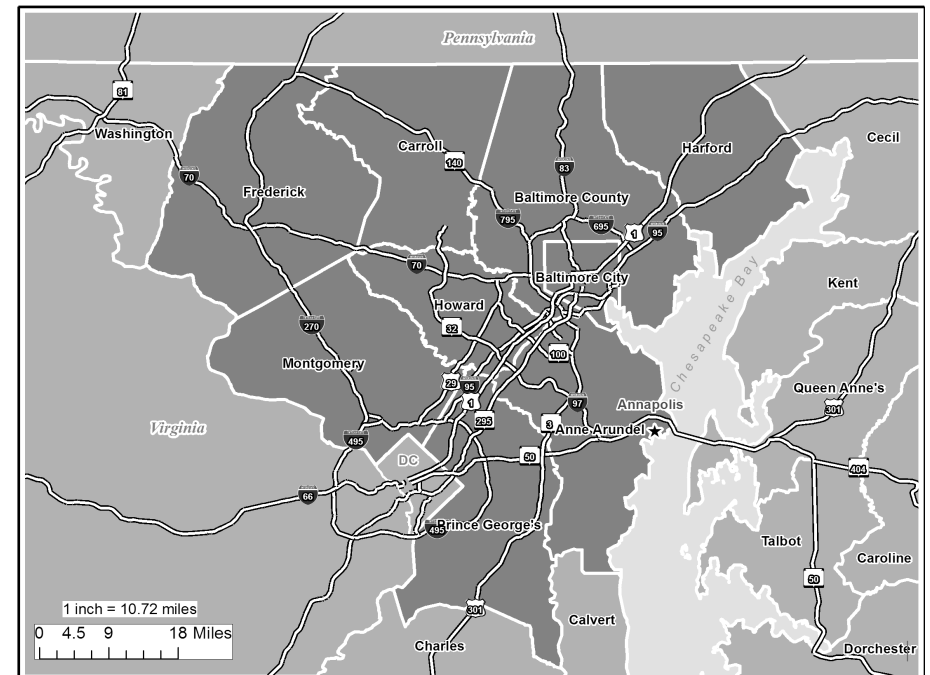 Pennsylvania
81
Washington
Cecil
Carroll
Harford
140
83
70
Frederick
Baltimore County
795
695
1
95
70
Baltimore City
Kent
Chesapeake Bay
Howard
270
32
100
Montgomery
29
95
Queen Anne's
1
97
Annapolis
301
295
3
Anne Arundel
Virginia
495
DC
50
404
66
495
Prince George's
Talbot
Caroline
50
1 inch = 10.72 miles
301
Calvert
0 4.5 9 18 Miles
Charles
Dorchester